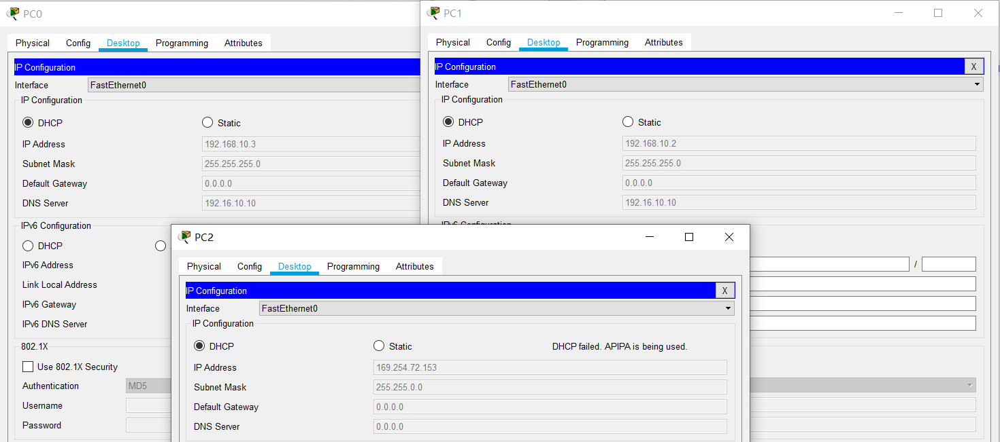 PC0
Physical Config Desktop Programming Attributes
IP Configuration
Interface FastEthernet0
IP Configuration
DHCP Static
IP Address 192.168.10.3
Subnet Mask 255.255.255.0
Default Gateway 0.0.0.0
DNS Server 192.16.10.10
IPv6 Configuration
DHCP
IPv6 Address
Link Local Address
IPv6 Gateway
IPv6 DNS Server
802.1X
Use 802.1X Security
Authentication MD5
Username
Password
PC1
Physical Config Desktop Programming Attributes
IP Configuration X
Interface FastEthernet0
IP Configuration
DHCP Static
IP Address 192.168.10.2
Subnet Mask 255.255.255.0
Default Gateway 0.0.0.0
DNS Server 192.16.10.10
IPv6 Configuration
/
PC2
Physical Config Desktop Programming Attributes
IP Configuration X
Interface FastEthernet0
IP Configuration
DHCP Static DHCP failed. APIPA is being used.
IP Address 169.254.72.153
Subnet Mask 255.255.0.0
Default Gateway 0.0.0.0
DNS Server 0.0.0.0